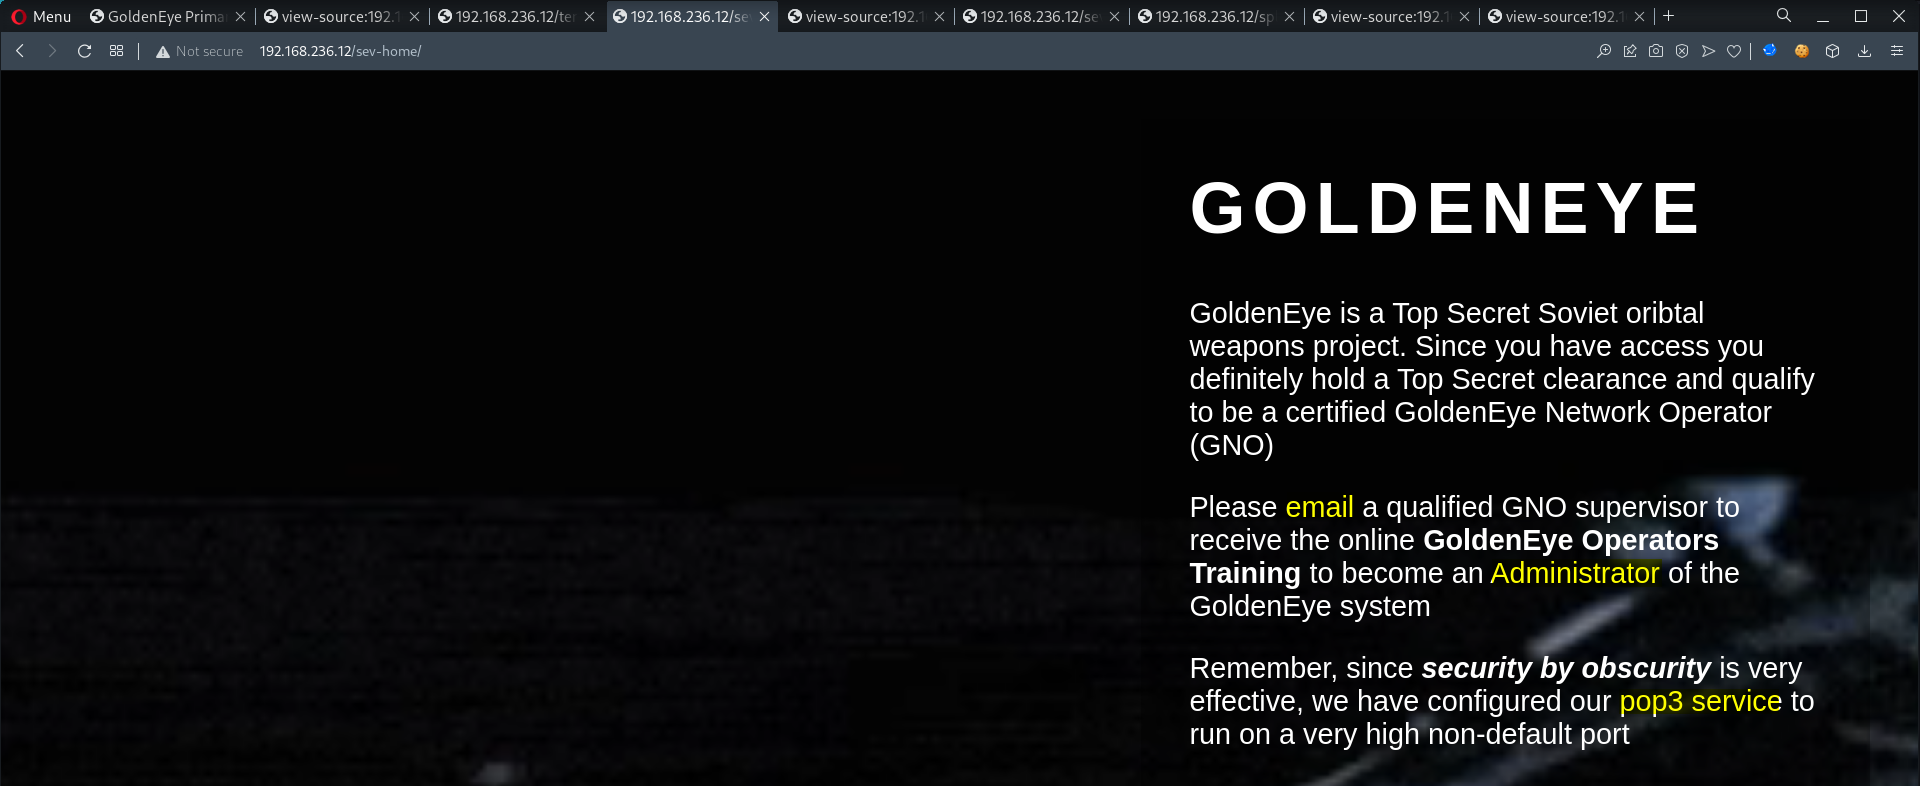 Menu GoldenEye Prima view-source:192.1 192.168.236.12/ter 192.168.236.12/sev view-source:192.1 192.168.236.12/sev 192.168.236.12/sp view-source:192.1 view-source:192.1
Not secure 192.168.236.12/sev-home/
GOLDENEYE
GoldenEye is a Top Secret Soviet oribtal
weapons project. Since you have access you
definitely hold a Top Secret clearance and qualify
to be a certified GoldenEye Network Operator
(GNO)
Please email a qualified GNO supervisor to
receive the online GoldenEye Operators
Training to become an Administrator of the
GoldenEye system
Remember, since security by obscurity is very
effective, we have configured our pop3 service to
run on a very high non-default port